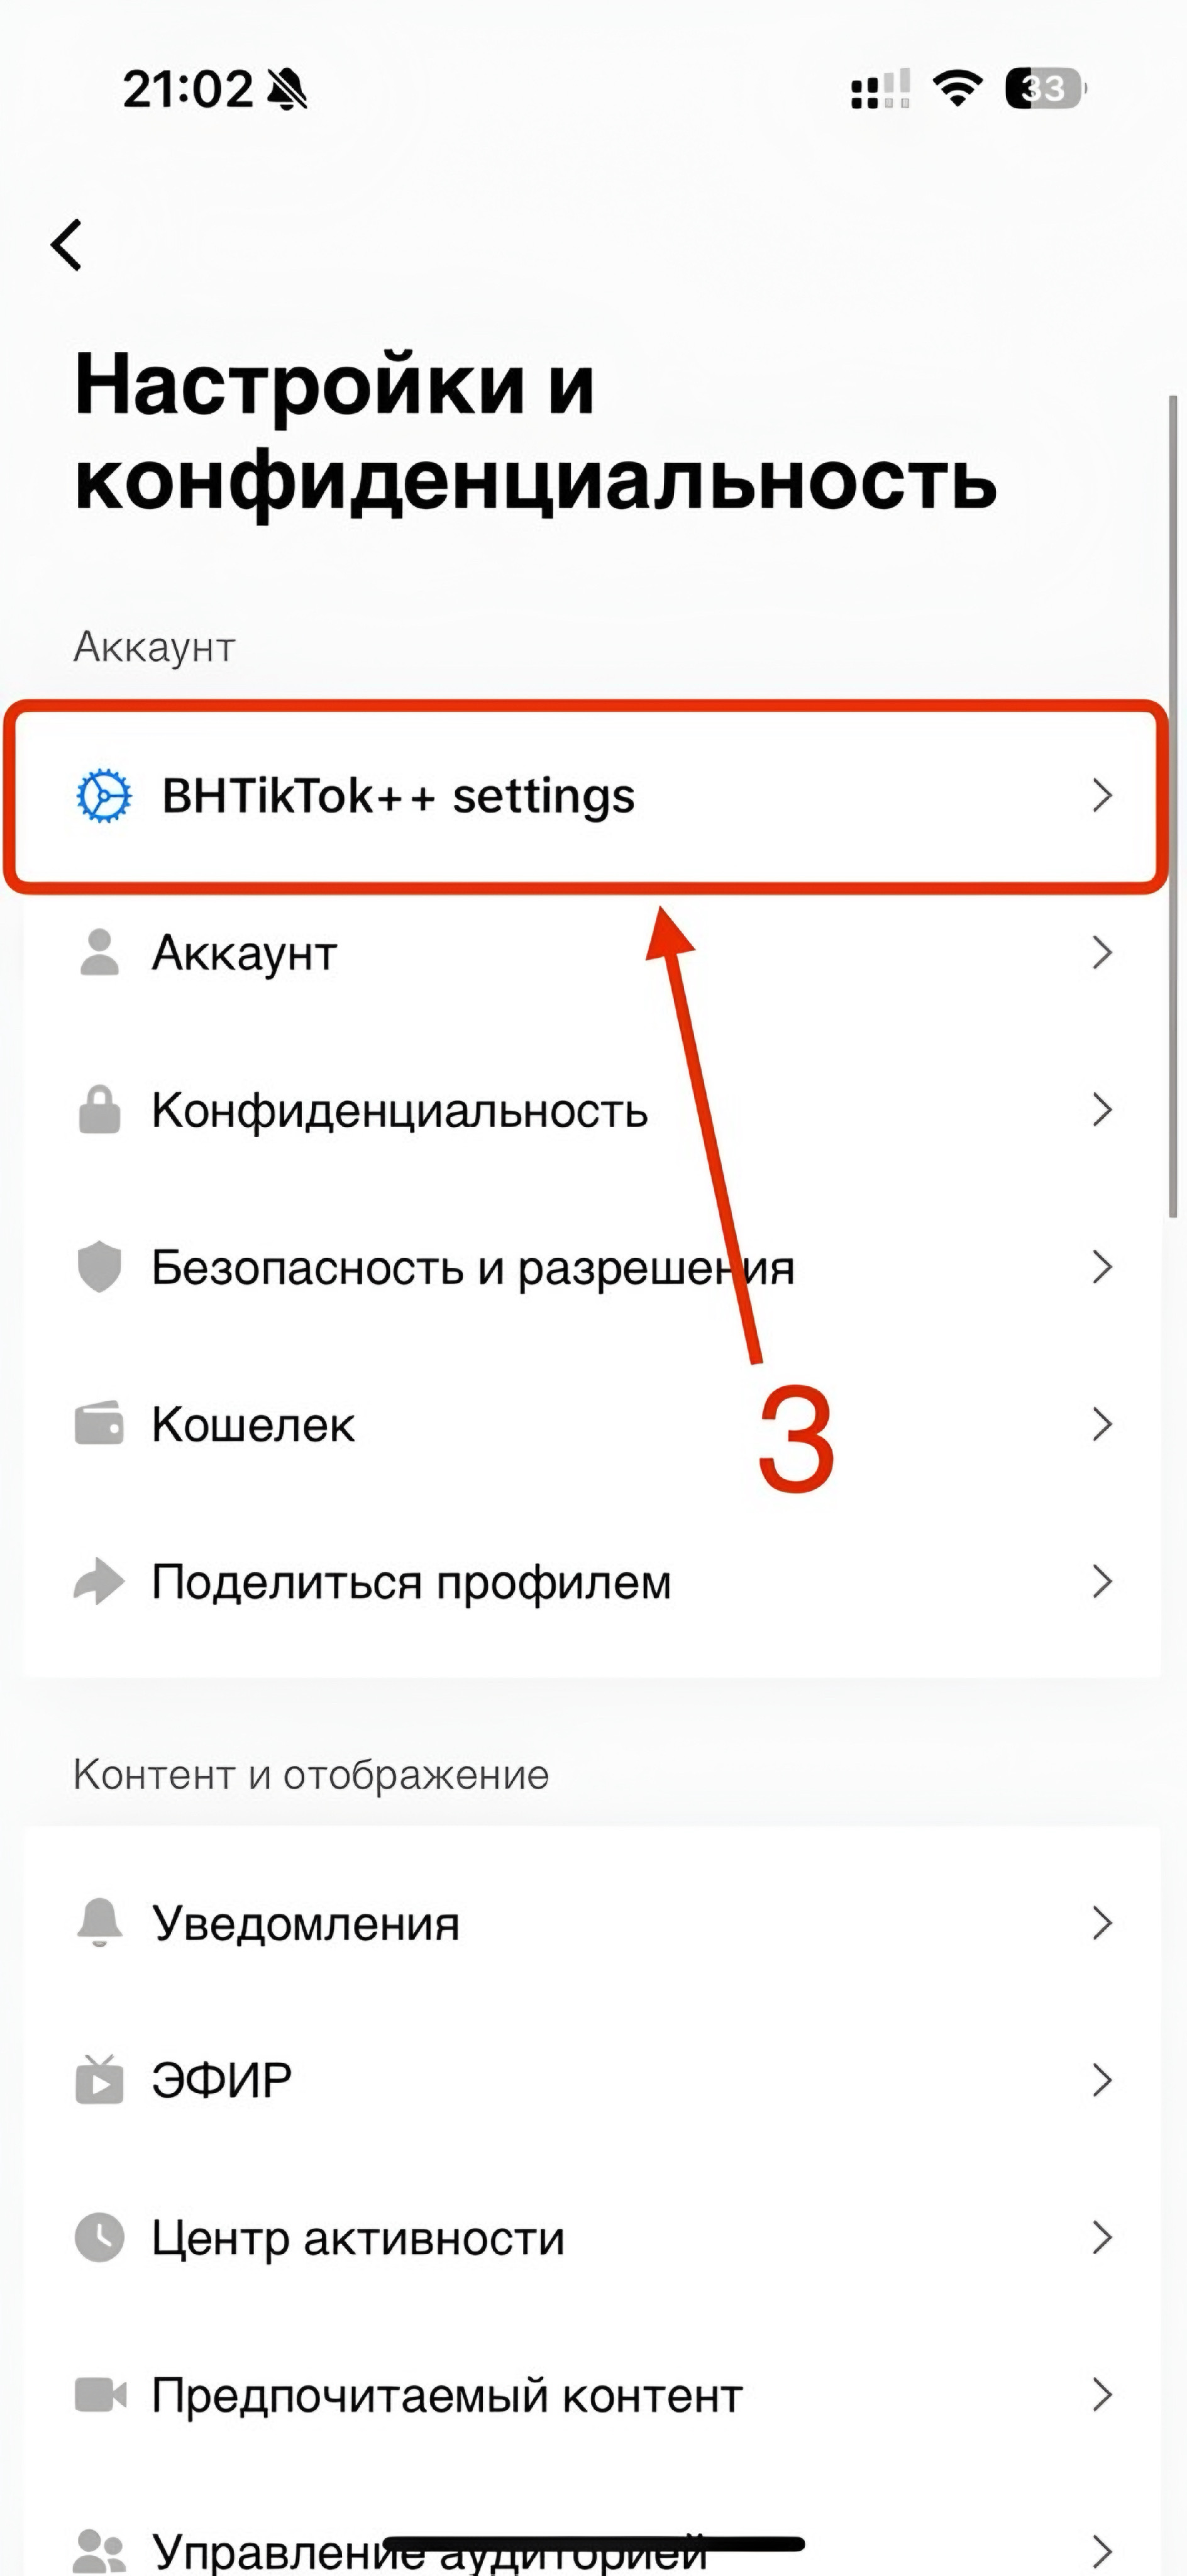 21:02
33
Настройки и
конфиденциальность
Аккаунт
BHTikTok++ settings
Аккаунт
Конфиденциальность
Безопасность и разрешения
Кошелек
3
Поделиться профилем
Контент и отображение
Уведомления
ЭФИР
Центр активности
Предпочитаемый контент
Управление аудиторией